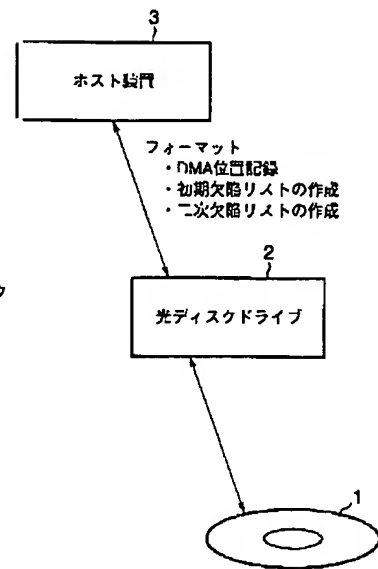 3
ホスト装置
フォーマット
・DMA位置記録
・初期欠陥リストの作成
・二次欠陥リストの作成
2
ク
光ディスクドライブ
1